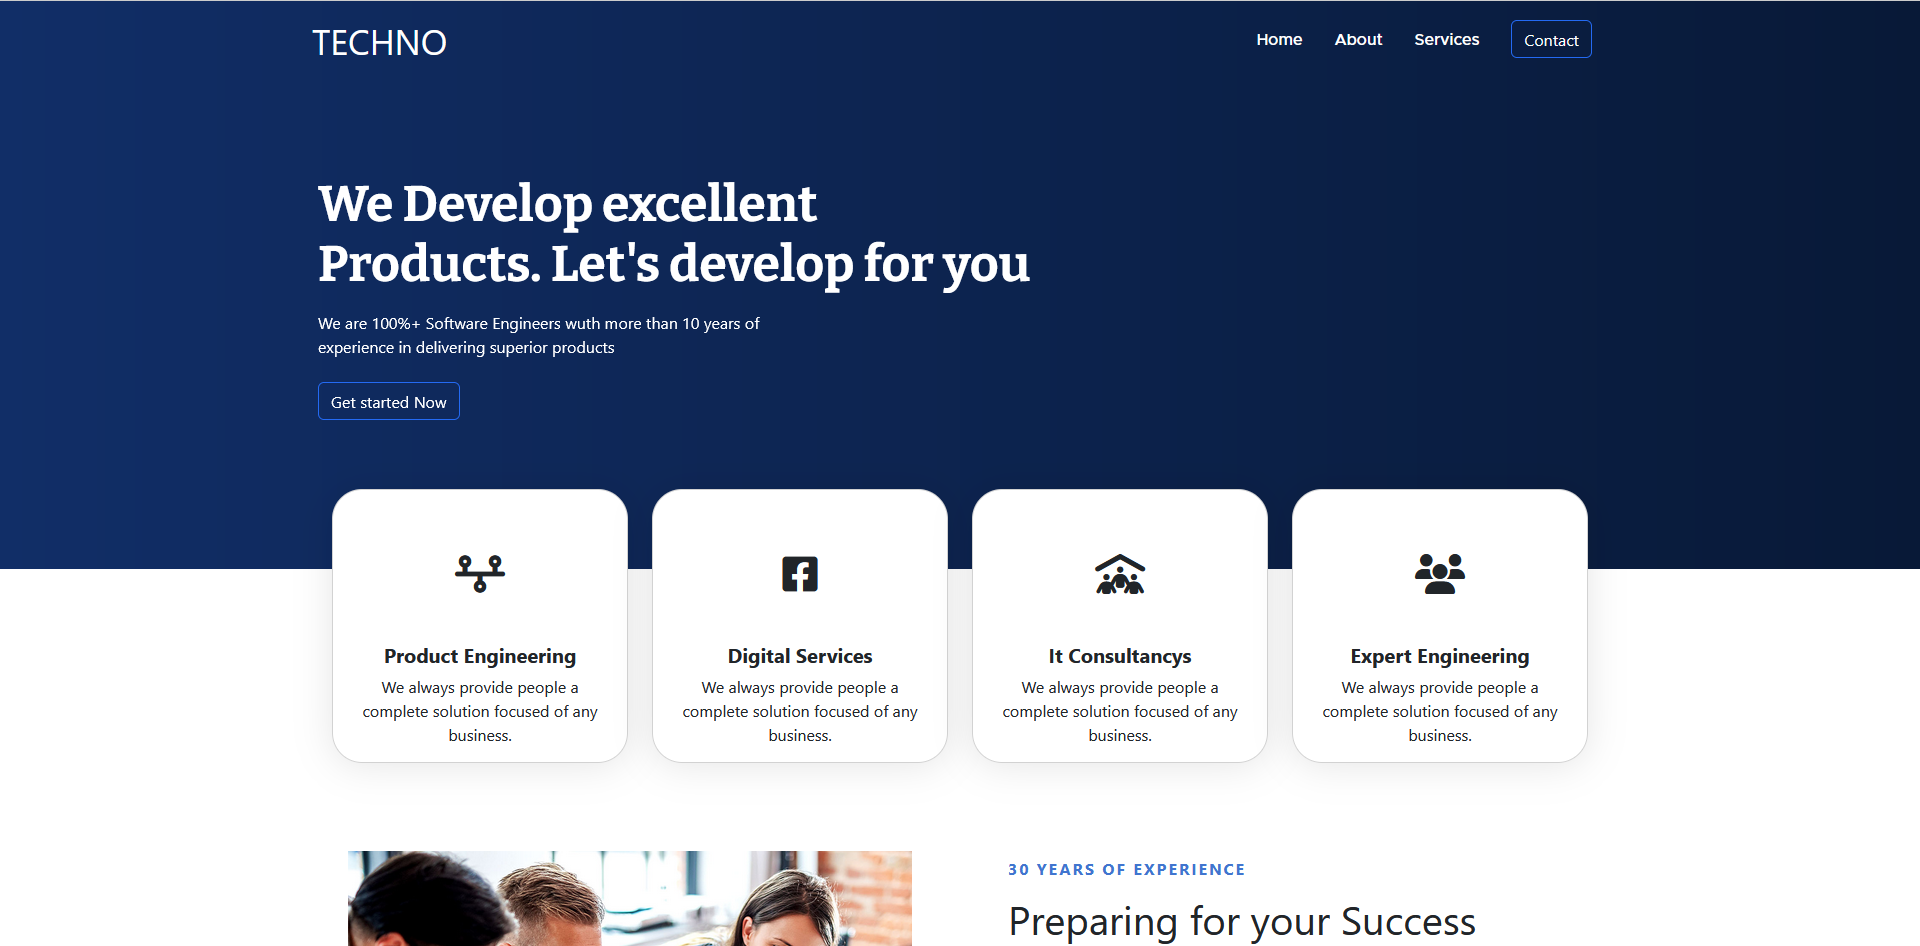 TECHNO
Home About Services Contact
We Develop excellent
Products. Let's develop for you
We are 100%+ Software Engineers wuth more than 10 years of
experience in delivering superior products
Get started Now
Product Engineering
We always provide people a
complete solution focused of any
business.
Digital Services
We always provide people a
complete solution focused of any
business.
It Consultancys
We always provide people a
complete solution focused of any
business.
Expert Engineering
We always provide people a
complete solution focused of any
business.
30 YEARS OF EXPERIENCE
Preparing for your Success